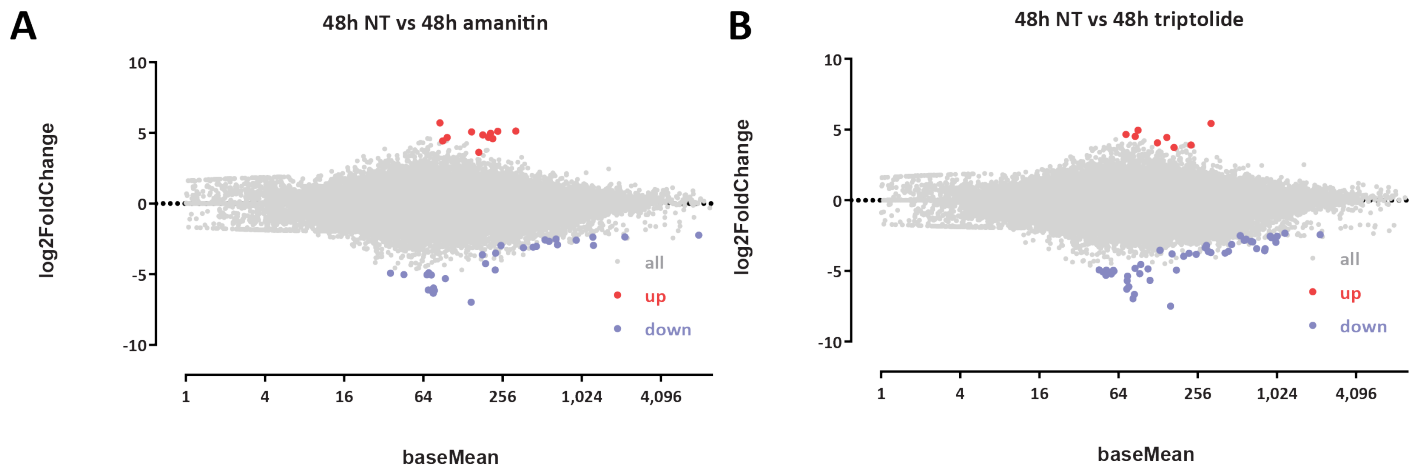 A
48h NT vs 48h amanitin
10
5
0
-5
-10
log2FoldChange
all
up
down
1
4
16
64
256
1,024
4,096
baseMean
B
48h NT vs 48h triptolide
10
5
0
-5
-10
log2FoldChange
all
up
down
1
4
16
64
256
1,024
4,096
baseMean